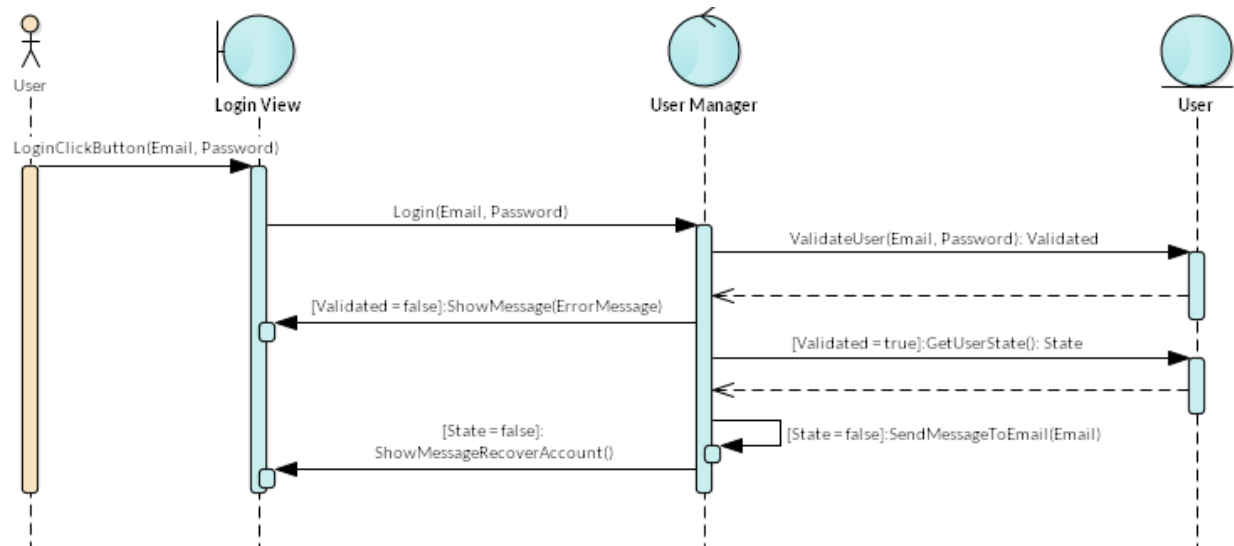 User
Login View
User Manager
User
LoginClickButton(Email, Password)
Login(Email, Password)
ValidateUser(Email, Password): Validated
[Validated = false]:ShowMessage(ErrorMessage)
[Validated = true]:GetUserState(): State
[State = false]:
ShowMessageRecoverAccount()
[State = false]:SendMessageToEmail(Email)